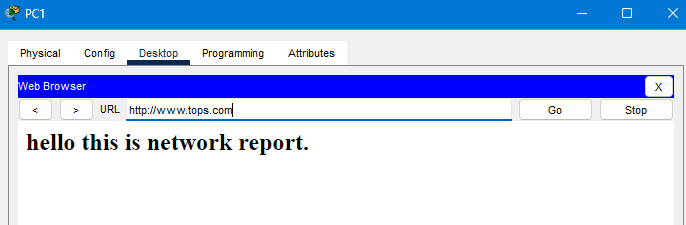 PC1
Physical Config Desktop Programming Attributes
Web Browser X
< > URL http://www.tops.com Go Stop
hello this is network report.